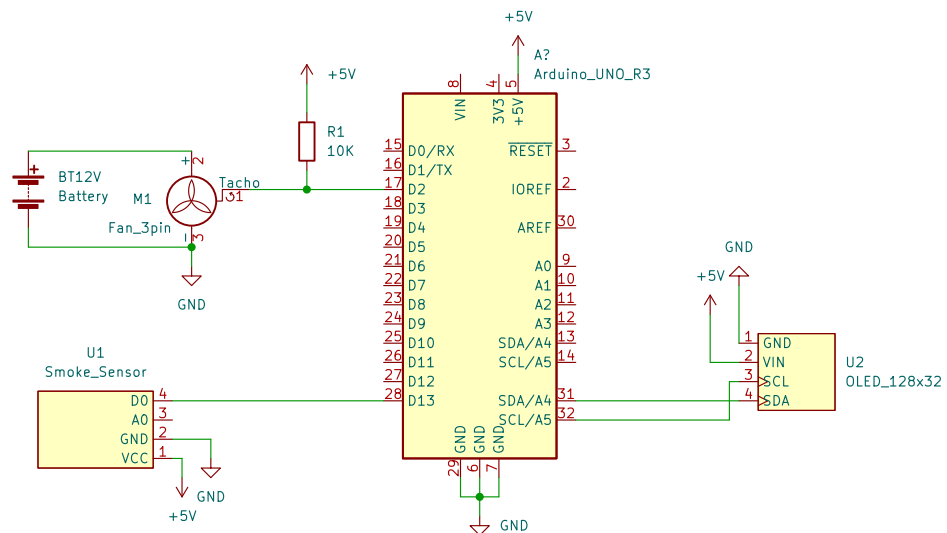 +5V
A?
Arduino_UNO_R3
+5V
8
VIN
4
3V3
5
+5V
R1
10K
15
D0/RX
16
D1/TX
17
D2
18
D3
19
D4
20
D5
21
D6
22
D7
23
D8
24
D9
25
D10
26
D11
27
D12
28
D13
RESET
3
IOREF
2
AREF
30
A0
9
A1
10
A2
11
A3
12
SDA/A4
13
SCL/A5
14
SDA/A4
31
SCL/A5
32
GND
29
GND
6
GND
7
GND
+
BT12V
Battery
+
2
M1
Tacho
1
Fan_3pin
-
3
GND
U1
Smoke_Sensor
DO
4
AO
3
GND
2
VCC
1
GND
+5V
GND
+5V
1
GND
2
VIN
3
SCL
4
SDA
U2
OLED_128x32